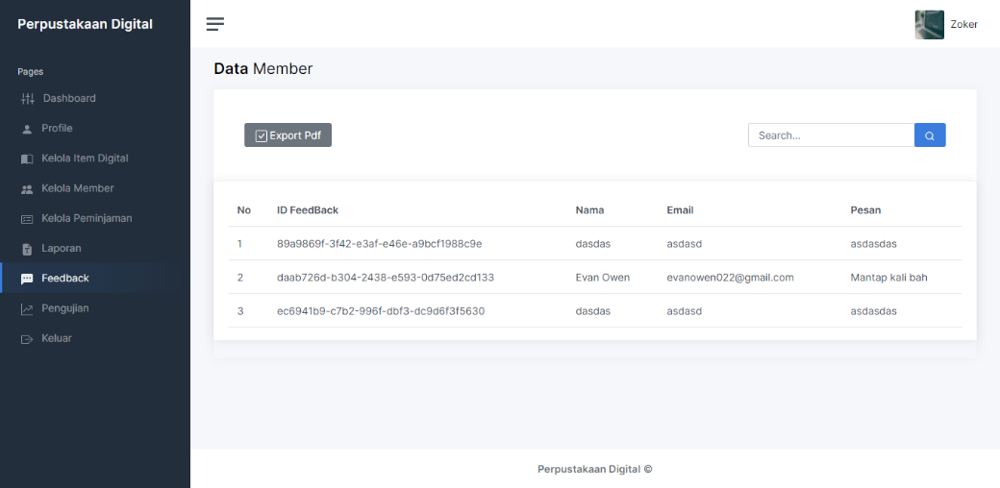 Perpustakaan Digital
Zoker
Pages
Dashboard
Profile
Kelola Item Digital
Kelola Member
Kelola Peminjaman
Laporan
Feedback
Pengujian
Keluar
Data Member
Export Pdf
Search...
No ID FeedBack Nama Email Pesan
1 89a9869f-3f42-e3af-e46e-a9bcf1988c9e dasdas asdasd asdasdas
2 daab726d-b304-2438-e593-0d75ed2cd133 Evan Owen evanowen022@gmail.com Mantap kali bah
3 ec6941b9-c7b2-996f-dbf3-dc9d6f3f5630 dasdas asdasd asdasdas
Perpustakaan Digital ©